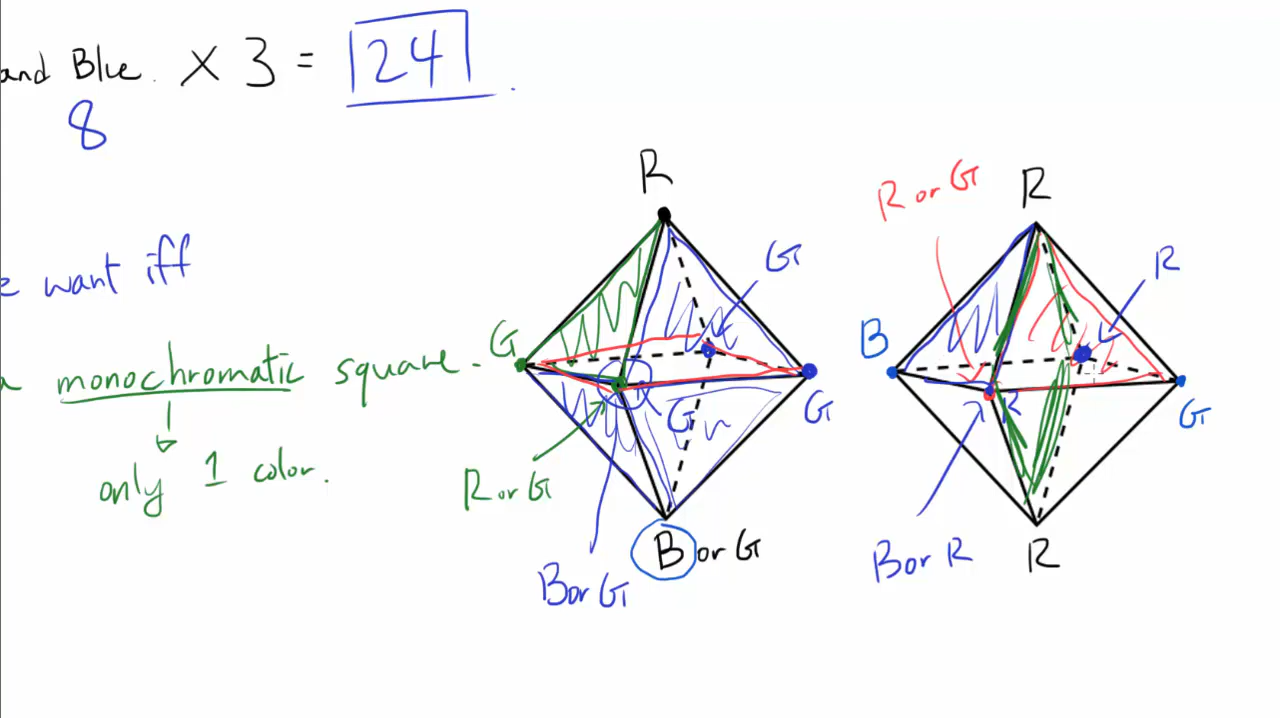 and Blue. × 3 = 24.
8
e want iff
a monochromatic square.
only 1 color.
R
G
G
G
G
R or G
B or G
B or G
R or G
R
R
B
R
G
B or R
R